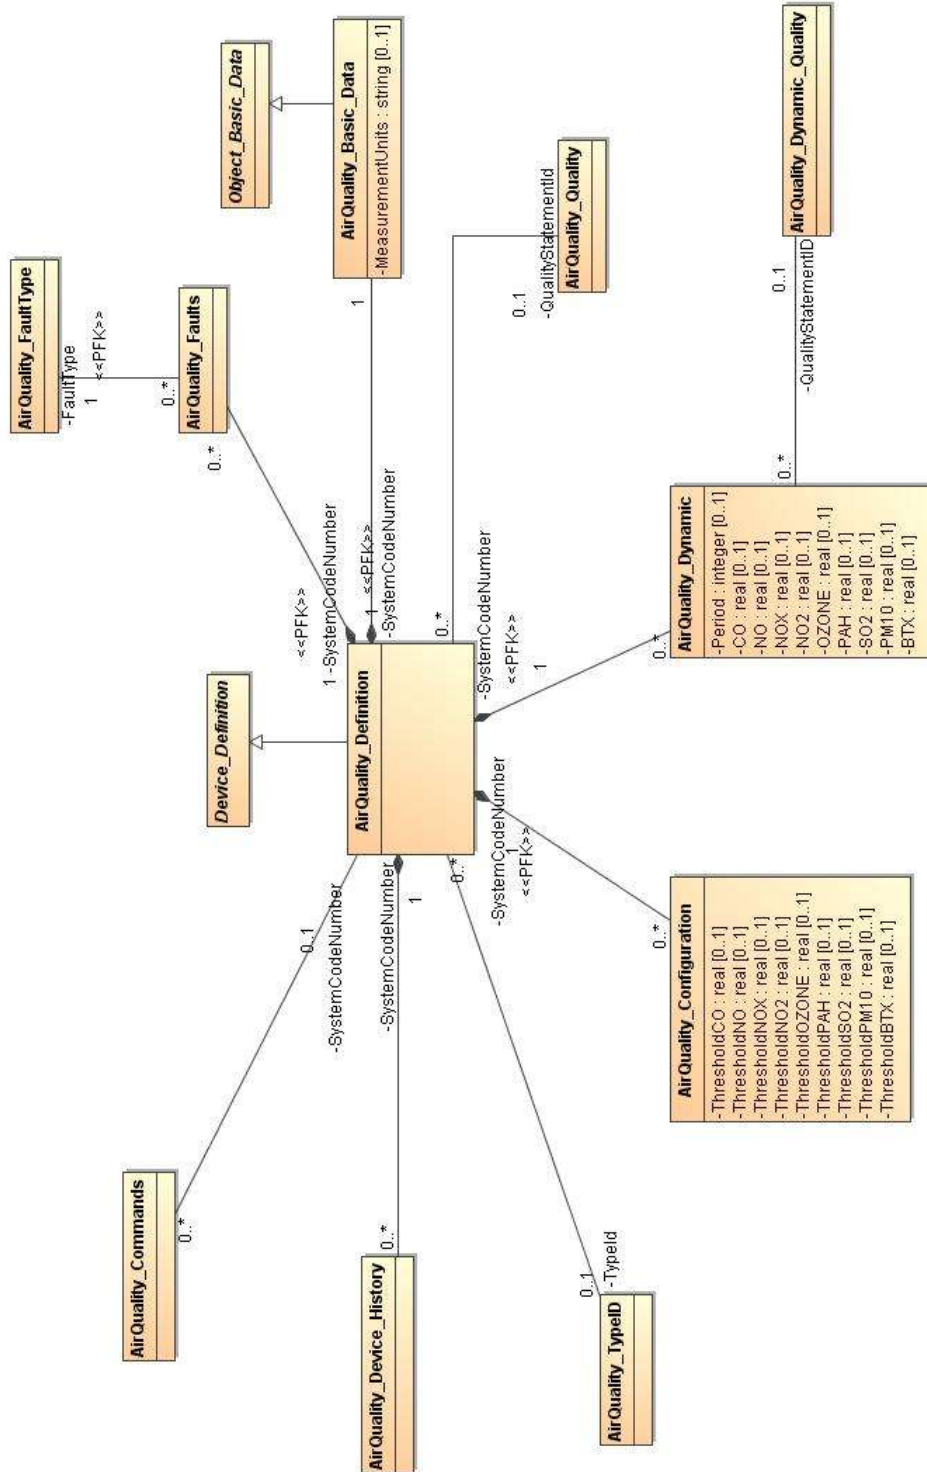 AirQuality_Commands
0..*
-SystemCodeNumber
0..1
AirQuality_Device_History
0..*
-SystemCodeNumber
1
AirQuality_TypeID
0..1
-TypeId
0..*
Device_Definition
AirQuality_Definition
AirQuality_FaultType
-FaultType
1
<<PFK>>
0..*
AirQuality_Faults
0..*
<<PFK>>
1 -SystemCodeNumber
Object_Basic_Data
AirQuality_Basic_Data
-MeasurementUnits : string [0..1]
1
1 <<PFK>>
-SystemCodeNumber
0..*
0..1
-QualityStatementId
AirQuality_Quality
-SystemCodeNumber
<<PFK>>
1
0..*
-SystemCodeNumber
1
<<PFK>>
0..*
AirQuality_Configuration
-ThresholdCO : real [0..1]
-ThresholdNO : real [0..1]
-ThresholdNOX : real [0..1]
-ThresholdNO2 : real [0..1]
-ThresholdOZONE : real [0..1]
-ThresholdPAH : real [0..1]
-ThresholdSO2 : real [0..1]
-ThresholdPM10 : real [0..1]
-ThresholdBTX : real [0..1]
AirQuality_Dynamic
-Period : integer [0..1]
-CO : real [0..1]
-NO : real [0..1]
-NOX : real [0..1]
-NO2 : real [0..1]
-OZONE : real [0..1]
-PAH : real [0..1]
-SO2 : real [0..1]
-PM10 : real [0..1]
-BTX : real [0..1]
0..*
-QualityStatementID
0..1
AirQuality_Dynamic_Quality